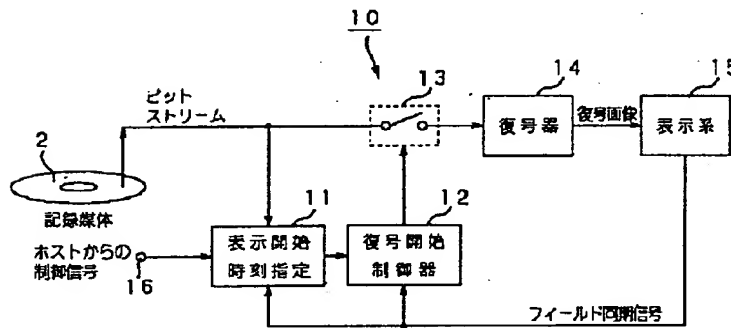 10
13
14
15
ビット
ストリーム
復号器
復号画像
表示系
2
記録媒体
11
12
ホストからの
制御信号
16
表示開始
時刻指定
復号開始
制御器
フィールド同期信号